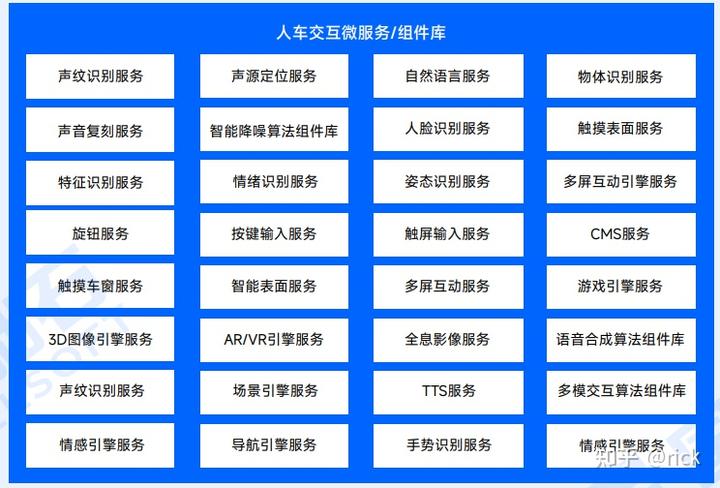 人车交互微服务/组件库
声纹识别服务
声源定位服务
自然语言服务
物体识别服务
声音复刻服务
智能降噪算法组件库
人脸识别服务
触摸表面服务
特征识别服务
情绪识别服务
姿态识别服务
多屏互动引擎服务
旋钮服务
按键输入服务
触屏输入服务
CMS服务
触摸车窗服务
智能表面服务
多屏互动服务
游戏引擎服务
3D图像引擎服务
AR/VR引擎服务
全息影像服务
语音合成算法组件库
声纹识别服务
场景引擎服务
TTS服务
多模交互算法组件库
情感引擎服务
导航引擎服务
手势识别服务
情感引擎服务
知乎 @rick